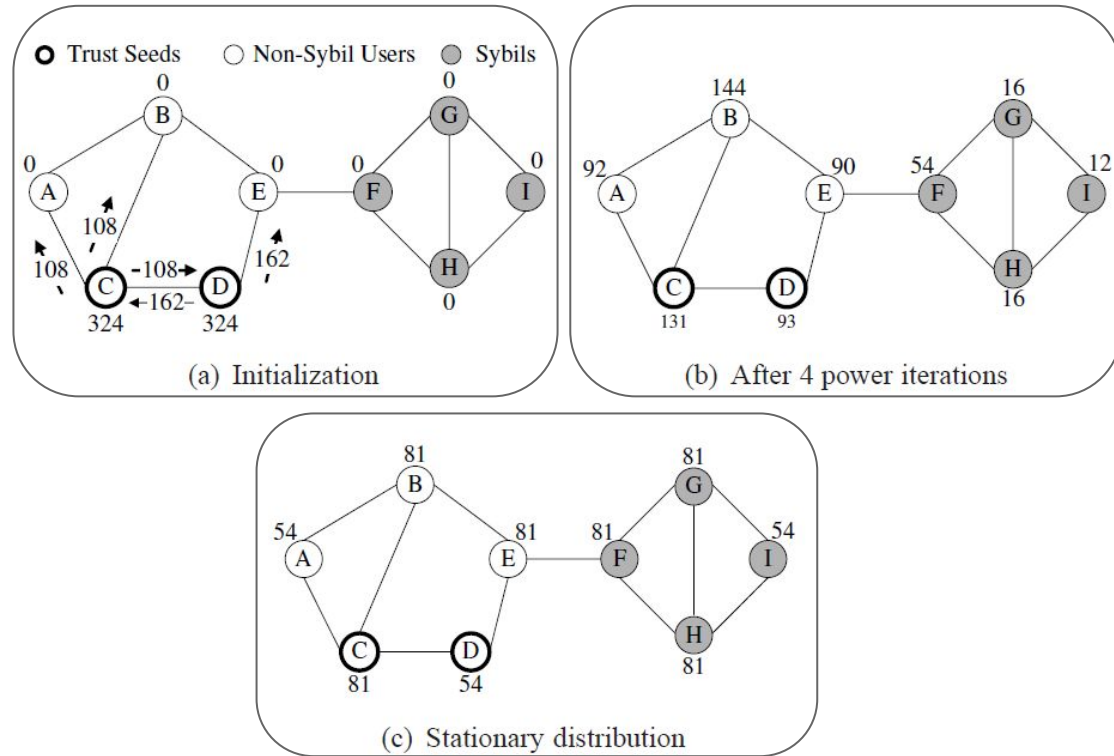 Trust Seeds Non-Sybil Users Sybils
0
0
B
G
0
0
0
0
A
E
F
I
108
108
108
162
162
C
D
H
324
324
0
(a) Initialization
144
16
B
G
92
90
54
12
A
E
F
I
C
D
H
131
93
16
(b) After 4 power iterations
81
81
B
G
54
81
81
54
A
E
F
I
C
D
H
81
54
81
(c) Stationary distribution